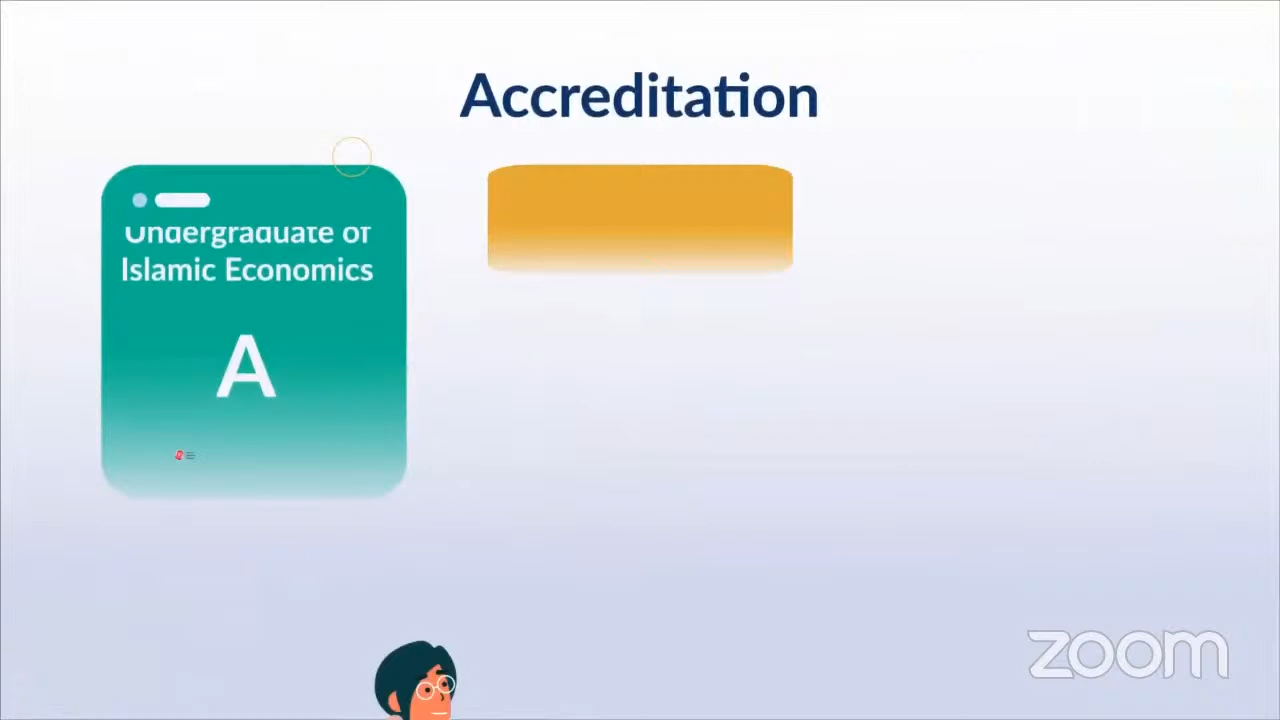 Accreditation
Undergraduate of
Islamic Economics
A
zoom